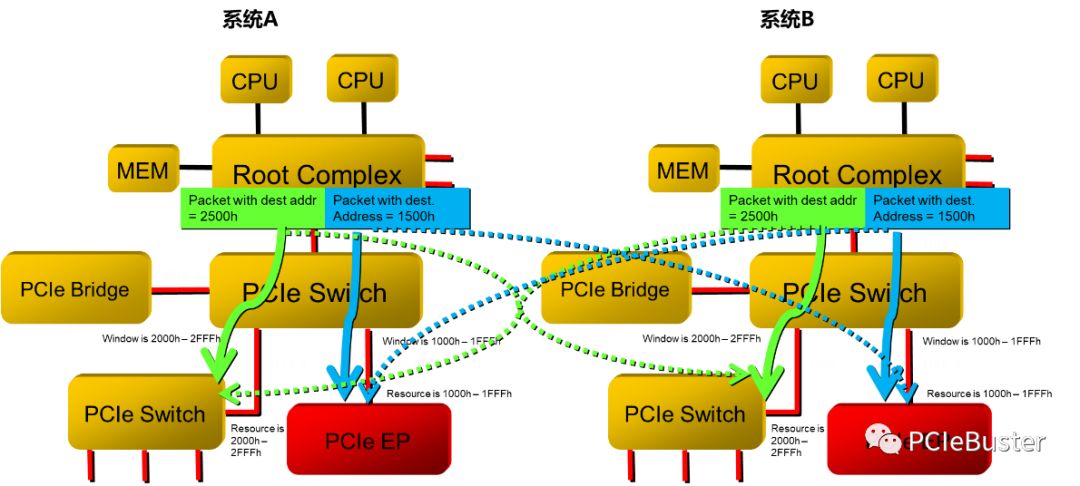 系统A
系统B
CPU
CPU
CPU
CPU
MEM
Root Complex
MEM
Root Complex
Packet with dest addr
= 2500h
Packet with dest.
Address = 1500h
Packet with dest addr
= 2500h
Packet with dest.
Address = 1500h
PCIe Bridge
PCIe Switch
PCIe Bridge
PCIe Switch
Window is 2000h – 2FFFh
Window is 1000h – 1FFFh
Window is 2000h – 2FFFh
Window is 1000h – 1FFFh
Resource is 1000h – 1FFFh
Resource is 1000h – 1FFFh
PCIe Switch
Resource is
2000h –
2FFFh
PCIe EP
PCIe Switch
Resource is
2000h –
2FFFh
PCIeBuster